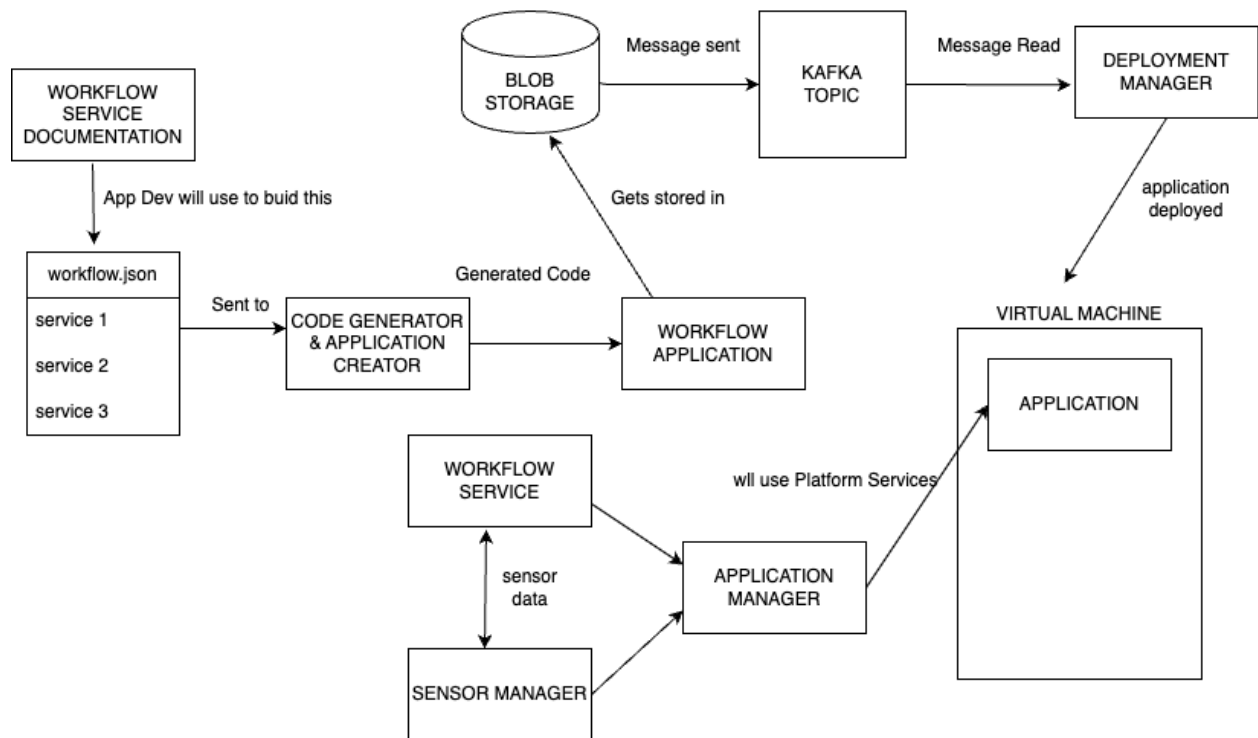 WORKFLOW
SERVICE
DOCUMENTATION
App Dev will use to buid this
workflow.json
service 1
service 2
service 3
Sent to
CODE GENERATOR
& APPLICATION
CREATOR
Generated Code
WORKFLOW
APPLICATION
Gets stored in
BLOB
STORAGE
Message sent
KAFKA
TOPIC
Message Read
DEPLOYMENT
MANAGER
application
deployed
VIRTUAL MACHINE
APPLICATION
WORKFLOW
SERVICE
sensor
data
SENSOR MANAGER
APPLICATION
MANAGER
wll use Platform Services